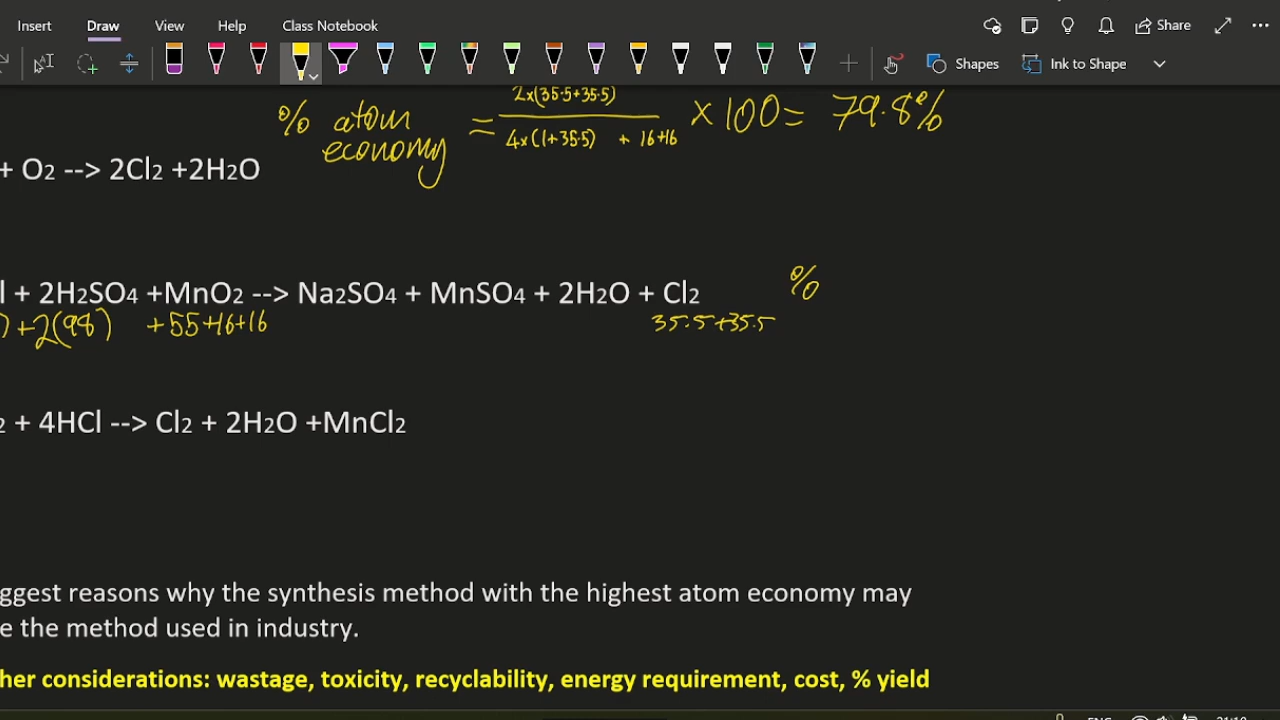 Insert Draw View Help Class Notebook Share
Shapes Ink to Shape
% atom economy = 2x(35.5+35.5) / 4x(1+35.5) + 16+16 x 100 = 79.8%
+ O2 --> 2Cl2 +2H2O
l + 2H2SO4 +MnO2 --> Na2SO4 + MnSO4 + 2H2O + Cl2 %
) +2(98) +55+16+16 35.5+35.5
2 + 4HCl --> Cl2 + 2H2O +MnCl2
ggest reasons why the synthesis method with the highest atom economy may
e the method used in industry.
her considerations: wastage, toxicity, recyclability, energy requirement, cost, % yield